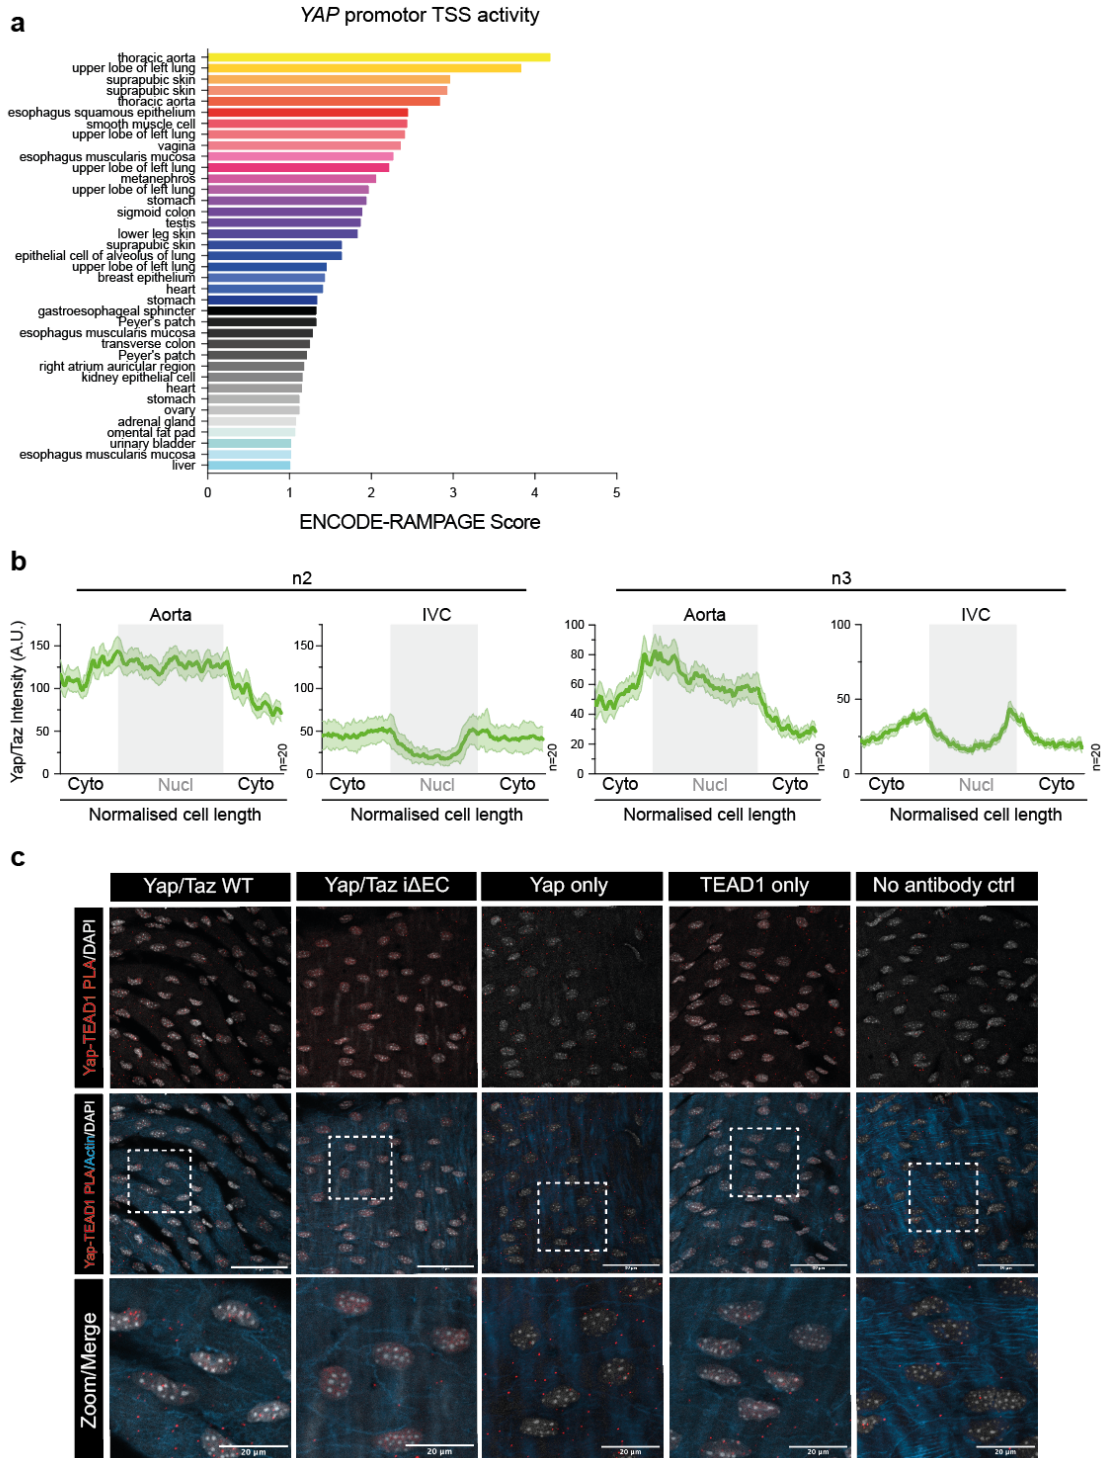 a
YAP promotor TSS activity
thoracic aorta
upper lobe of left lung
suprapubic skin
suprapubic skin
thoracic aorta
esophagus squamous epithelium
smooth muscle cell
upper lobe of left lung
vagina
esophagus muscularis mucosa
upper lobe of left lung
metanephros
upper lobe of left lung
stomach
sigmoid colon
testis
lower leg skin
suprapubic skin
epithelial cell of alveolus of lung
upper lobe of left lung
breast epithelium
heart
stomach
gastroesophageal sphincter
Peyer's patch
esophagus muscularis mucosa
transverse colon
Peyer's patch
right atrium auricular region
kidney epithelial cell
heart
stomach
ovary
adrenal gland
omental fat pad
urinary bladder
esophagus muscularis mucosa
liver
0 1 2 3 4 5
ENCODE-RAMPAGE Score
b
n2
n3
Aorta
IVC
Aorta
IVC
Yap/Taz Intensity (A.U.)
150
100
50
0
150
100
50
0
100
80
60
40
20
0
100
50
0
n=20
n=20
n=20
n=20
Cyto Nucl Cyto
Cyto Nucl Cyto
Cyto Nucl Cyto
Cyto Nucl Cyto
Normalised cell length
Normalised cell length
Normalised cell length
Normalised cell length
c
Yap/Taz WT
Yap/Taz iΔEC
Yap only
TEAD1 only
No antibody ctrl
Yap-TEAD1 PLA/DAPI
Yap-TEAD1 PLA/Actin/DAPI
Zoom/Merge
20 µm
20 µm
20 µm
20 µm
20 µm